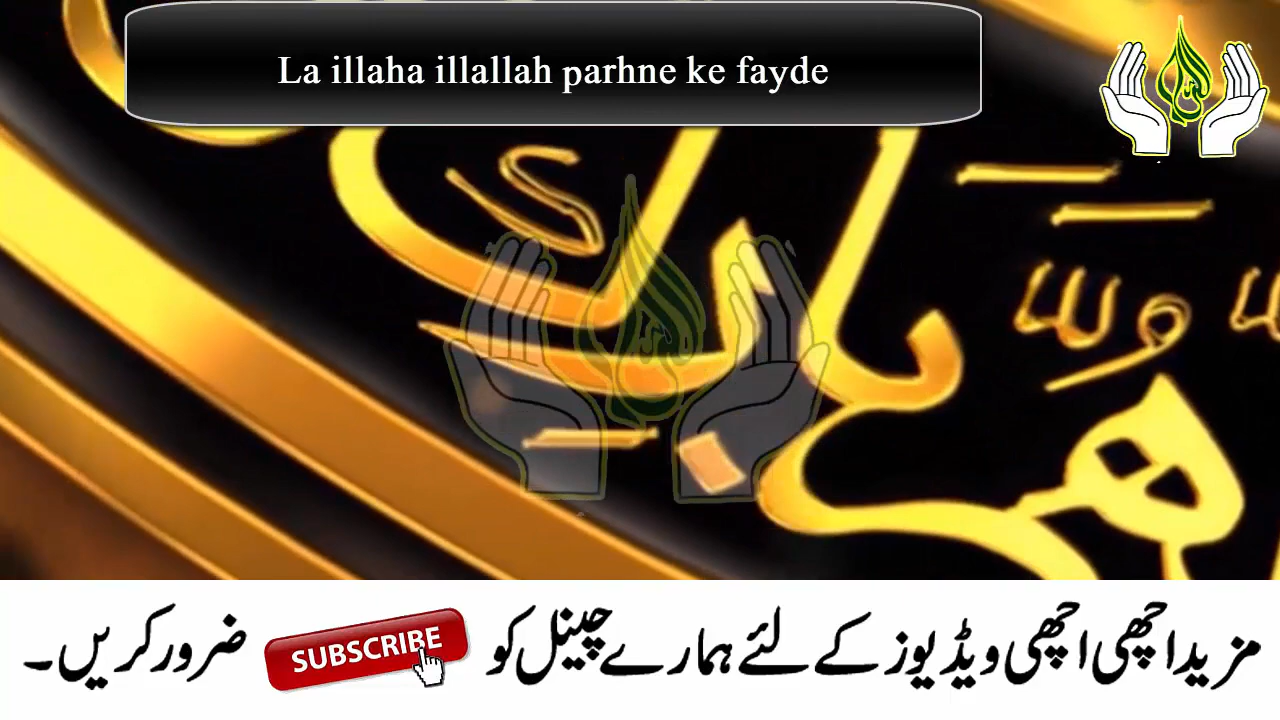 La illaha illallah parhne ke fayde
مزید اچھی اچھی ویڈیوز کے لئے ہمارے چینل کو SUBSCRIBE ضرور کریں۔